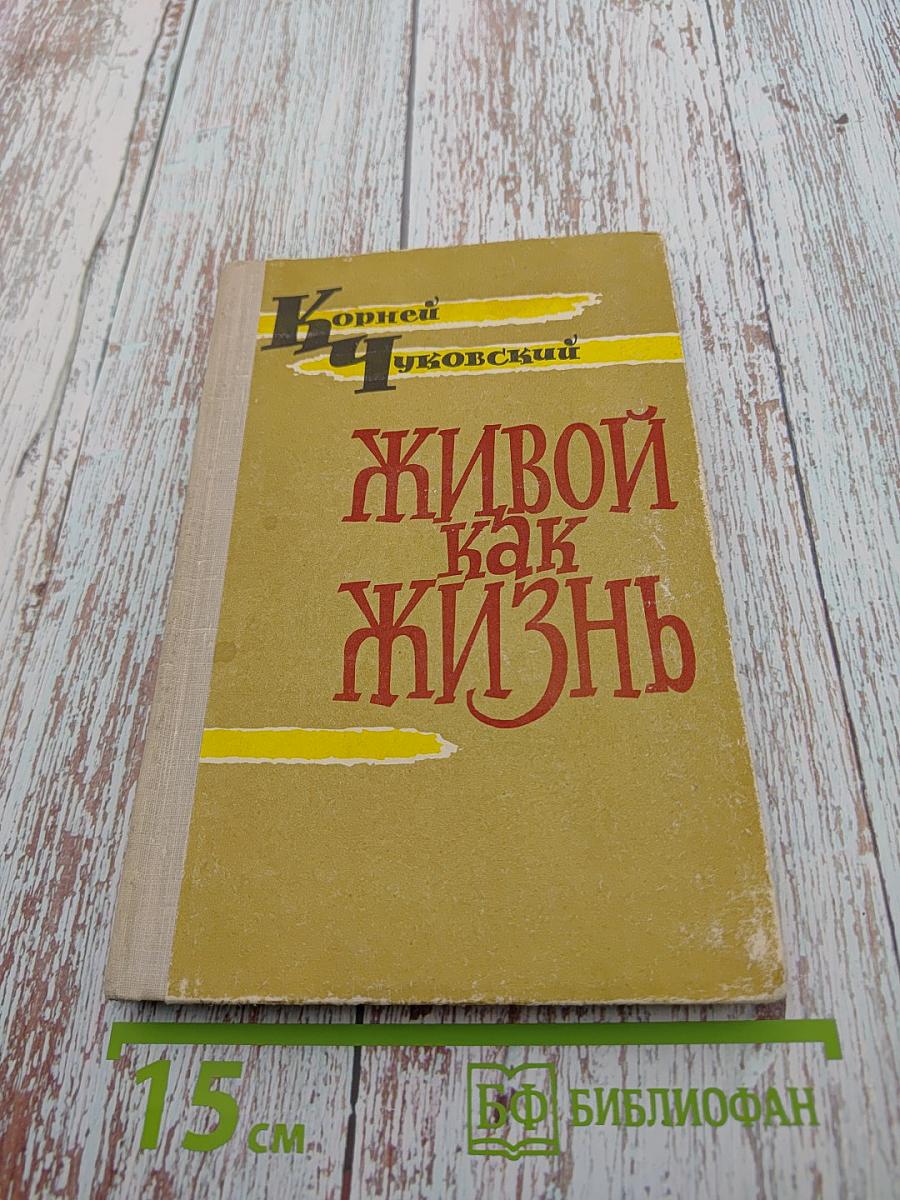 Корней
Чуковский
ЖИВОЙ
как
ЖИЗНЬ
15 см
БФ БИБЛИОФАН